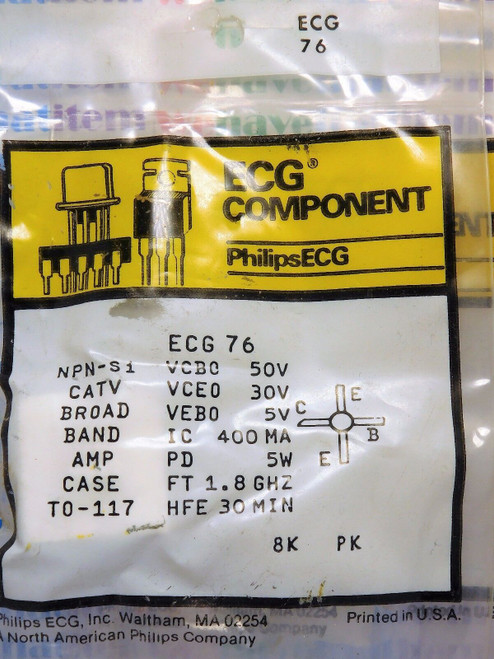 ECG
76
ECG®
COMPONENT
PhilipsECG
ECG 76
NPN-Si VCBO 50V
CATV VCEO 30V
BROAD VEBO 5V
BAND IC 400 MA
AMP PD 5W
CASE FT 1.8 GHZ
TO-117 HFE 30 MIN
E
C
B
E
8K PK
Philips ECG, Inc. Waltham, MA 02254
Printed in U.S.A.
A North American Philips Company